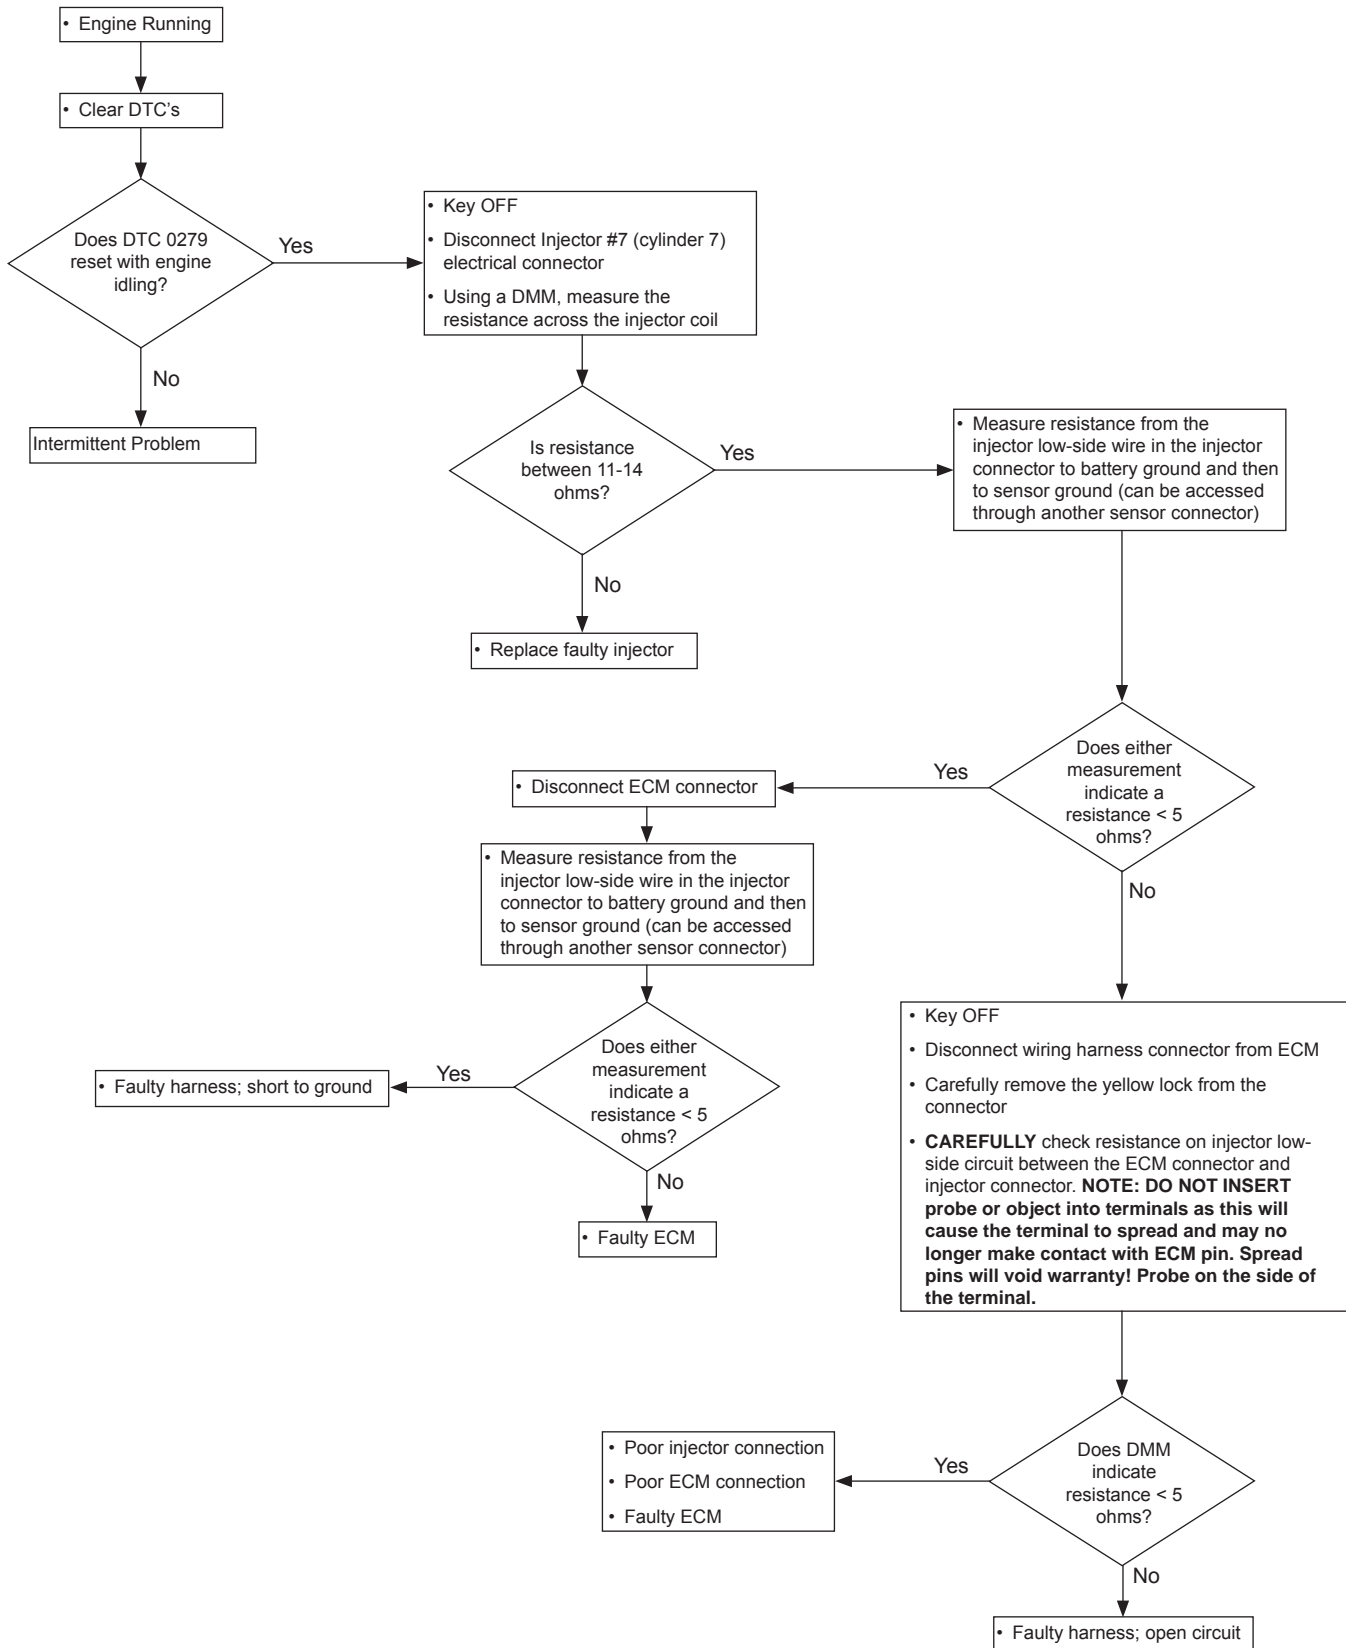 • Engine Running
• Clear DTC's
Does DTC 0279
reset with engine
idling?
Yes
No
Intermittent Problem
• Key OFF
• Disconnect Injector #7 (cylinder 7)
electrical connector
• Using a DMM, measure the
resistance across the injector coil
Is resistance
between 11-14
ohms?
Yes
No
• Replace faulty injector
• Measure resistance from the
injector low-side wire in the injector
connector to battery ground and then
to sensor ground (can be accessed
through another sensor connector)
Does either
measurement
indicate a
resistance < 5
ohms?
Yes
No
• Disconnect ECM connector
• Measure resistance from the
injector low-side wire in the injector
connector to battery ground and then
to sensor ground (can be accessed
through another sensor connector)
Does either
measurement
indicate a
resistance < 5
ohms?
Yes
No
• Faulty harness; short to ground
• Faulty ECM
• Key OFF
• Disconnect wiring harness connector from ECM
• Carefully remove the yellow lock from the
connector
• CAREFULLY check resistance on injector low-
side circuit between the ECM connector and
injector connector. NOTE: DO NOT INSERT
probe or object into terminals as this will
cause the terminal to spread and may no
longer make contact with ECM pin. Spread
pins will void warranty! Probe on the side of
the terminal.
Does DMM
indicate
resistance < 5
ohms?
Yes
No
• Poor injector connection
• Poor ECM connection
• Faulty ECM
• Faulty harness; open circuit